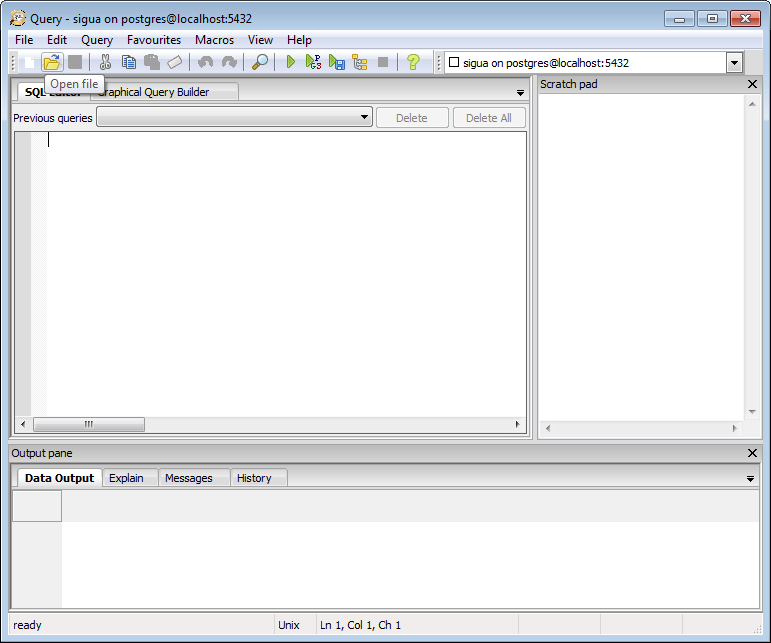 Query - sigua on postgres@localhost:5432
File Edit Query Favourites Macros View Help
sigua on postgres@localhost:5432
Open file
SQL Editor Graphical Query Builder
Scratch pad
Previous queries Delete Delete All
Output pane
Data Output Explain Messages History
ready Unix Ln 1, Col 1, Ch 1